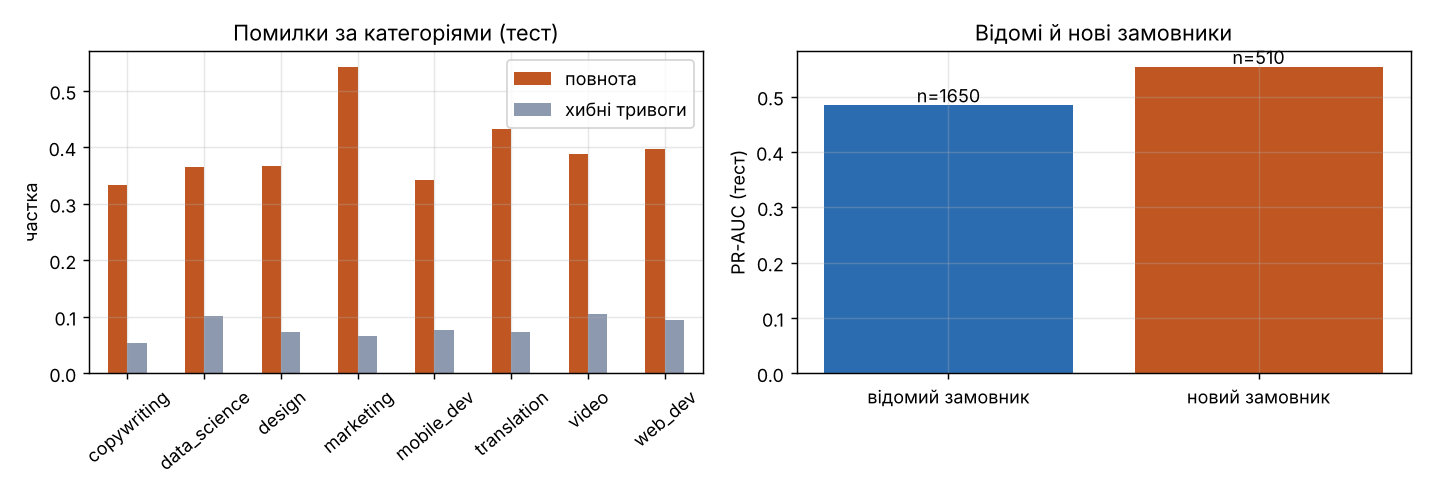 Помилки за категоріями (тест)
частка
0.5
0.4
0.3
0.2
0.1
0.0
повнота
хибні тривоги
copywriting
data_science
design
marketing
mobile_dev
translation
video
web_dev
Відомі й нові замовники
PR-AUC (тест)
0.5
0.4
0.3
0.2
0.1
0.0
n=1650
n=510
відомий замовник
новий замовник